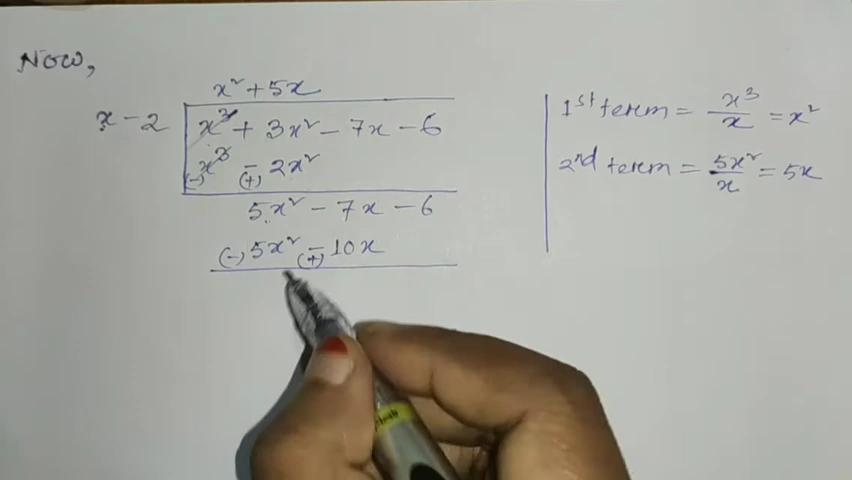 Now,
x² + 5x
x - 2
x³ + 3x² - 7x - 6
x³ - 2x²
(-) (+)
5x² - 7x - 6
(-) 5x² - 10x
(+)
1st term = x³/x = x²
2nd term = 5x²/x = 5x